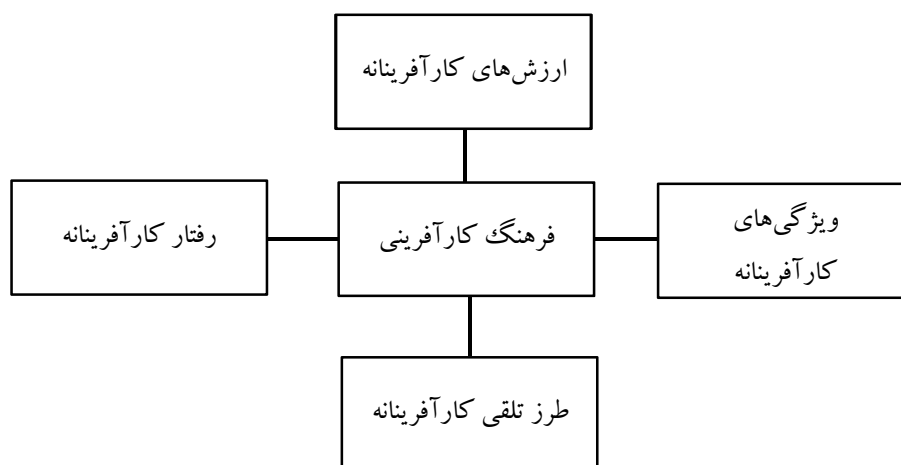 ارزش‌های کارآفرینانه
ویژگی‌های
کارآفرینانه
فرهنگ کارآفرینی
رفتار کارآفرینانه
طرز تلقی کارآفرینانه